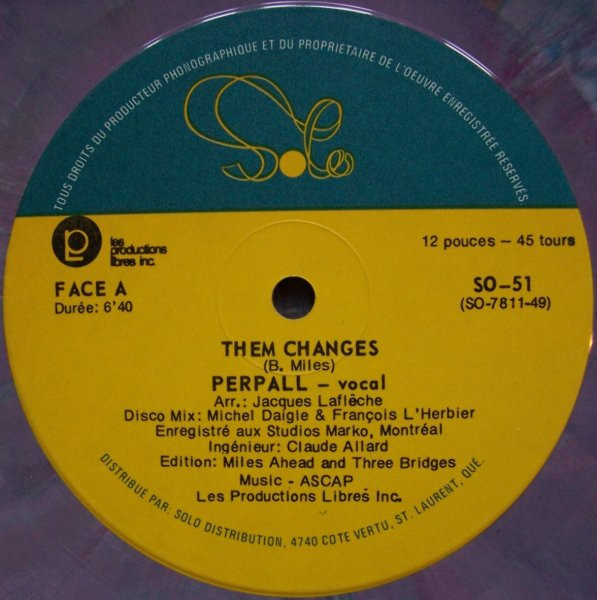 TOUS DROITS DU PRODUCTEUR PHONOGRAPHIQUE ET DU PROPRIETAIRE DE L'OEUVRE ENREGISTREE RESERVES
Solo
p
les
productions
libres inc.
12 pouces – 45 tours
FACE A
Durée: 6'40
SO–51
(SO-7811-49)
THEM CHANGES
(B. Miles)
PERPALL – vocal
Arr.: Jacques Laflêche
Disco Mix: Michel Daigle & François L'Herbier
Enregistré aux Studios Marko, Montréal
Ingénieur: Claude Allard
Edition: Miles Ahead and Three Bridges
Music - ASCAP
Les Productions Libres Inc.
DISTRIBUÉ PAR: SOLO DISTRIBUTION, 4740 COTE VERTU, ST. LAURENT, QUÉ.